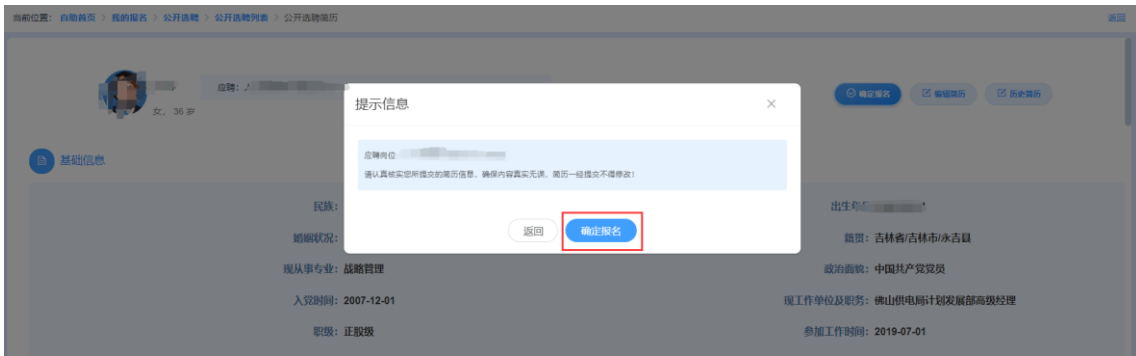 当前位置： 自助首页 〉 我的报名 〉 公开选聘 〉 公开选聘列表 〉 公开选聘简历
返回
应聘：
女，36岁
确定报名
编辑简历
历史简历
提示信息
应聘岗位
请认真核实您所提交的简历信息，确保内容真实无误，简历一经提交不得修改！
返回
确定报名
基础信息
民族：
出生
婚姻状况：
籍贯： 吉林省/吉林市/永吉县
现从事专业： 战略管理
政治面貌： 中国共产党党员
入党时间： 2007-12-01
现工作单位及职务： 佛山供电局计划发展部高级经理
职级： 正股级
参加工作时间： 2019-07-01